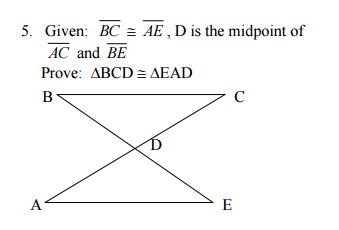 5. Given: BC ≅ AE , D is the midpoint of
AC and BE
Prove: ΔBCD ≅ ΔEAD
B C
D
A E